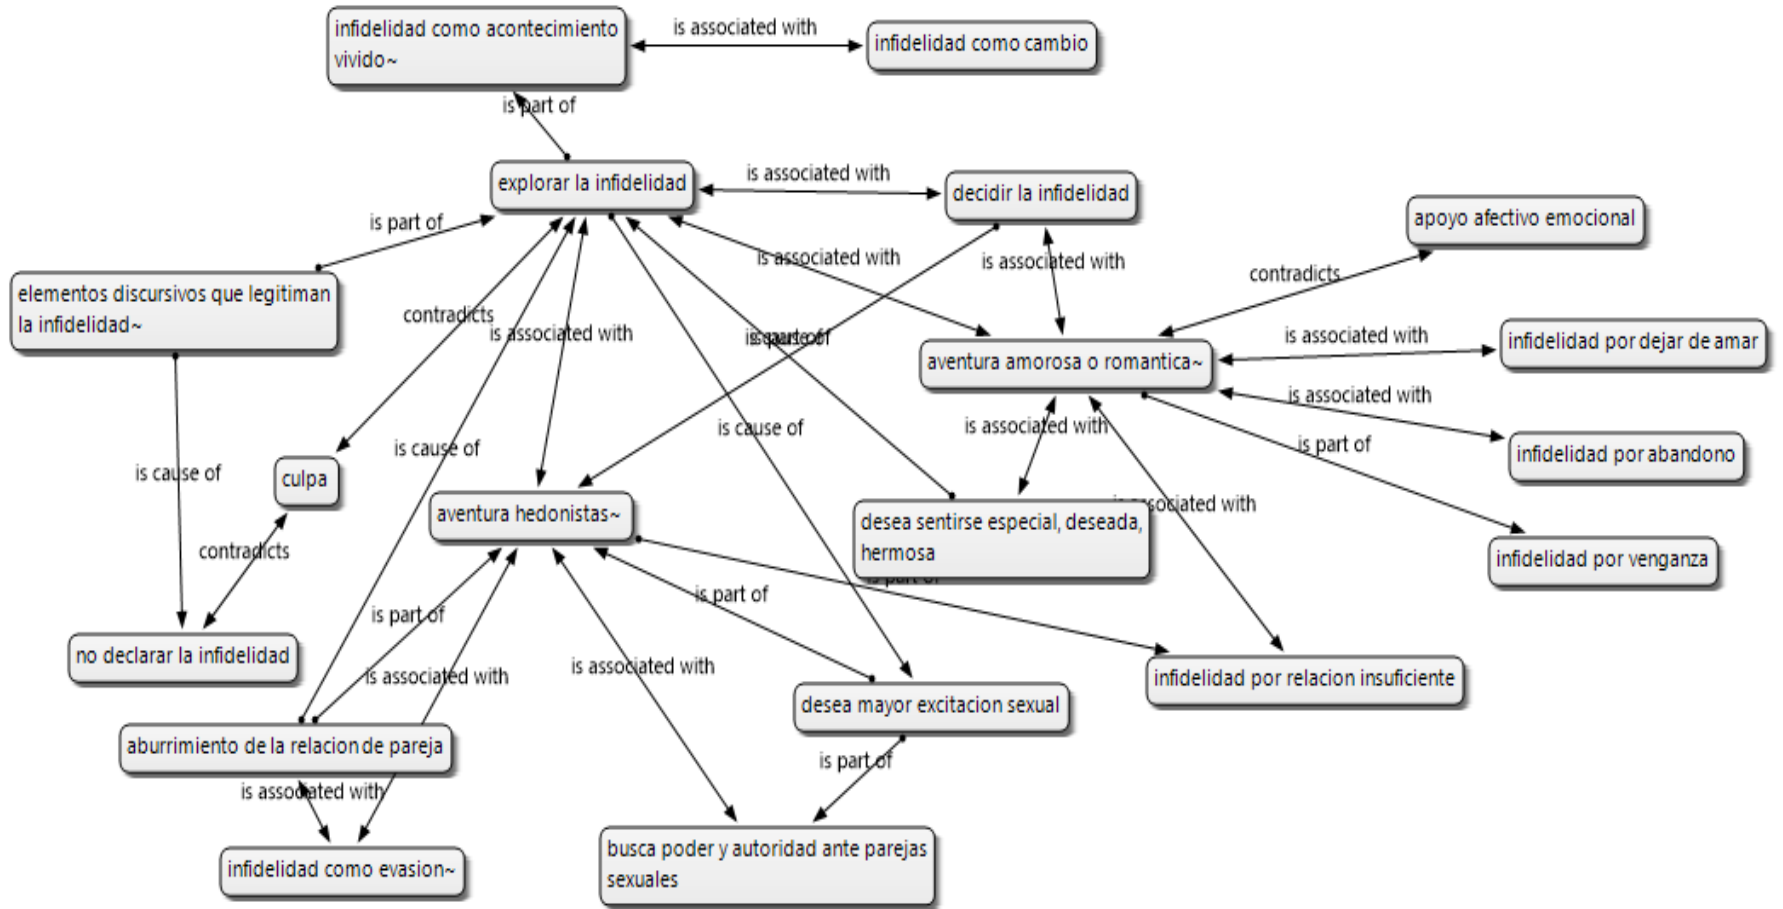 infidelidad como acontecimiento
vivido~
is associated with
infidelidad como cambio
is part of
explorar la infidelidad
is associated with
decidir la infidelidad
apoyo afectivo emocional
is part of
is associated with
is associated with
contradicts
elementos discursivos que legitiman
la infidelidad~
contradicts
is associated with
is associated with
infidelidad por dejar de amar
aventura amorosa o romantica~
is associated with
is cause of
is associated with
is part of
is cause of
infidelidad por abandono
is cause of
culpa
aventura hedonistas~
desea sentirse especial, deseada,
hermosa
infidelidad por venganza
contradicts
is part of
is part of
is part of
no declarar la infidelidad
is associated with
is associated with
infidelidad por relacion insuficiente
desea mayor excitacion sexual
aburrimiento de la relacion de pareja
is part of
is associated with
infidelidad como evasion~
busca poder y autoridad ante parejas
sexuales